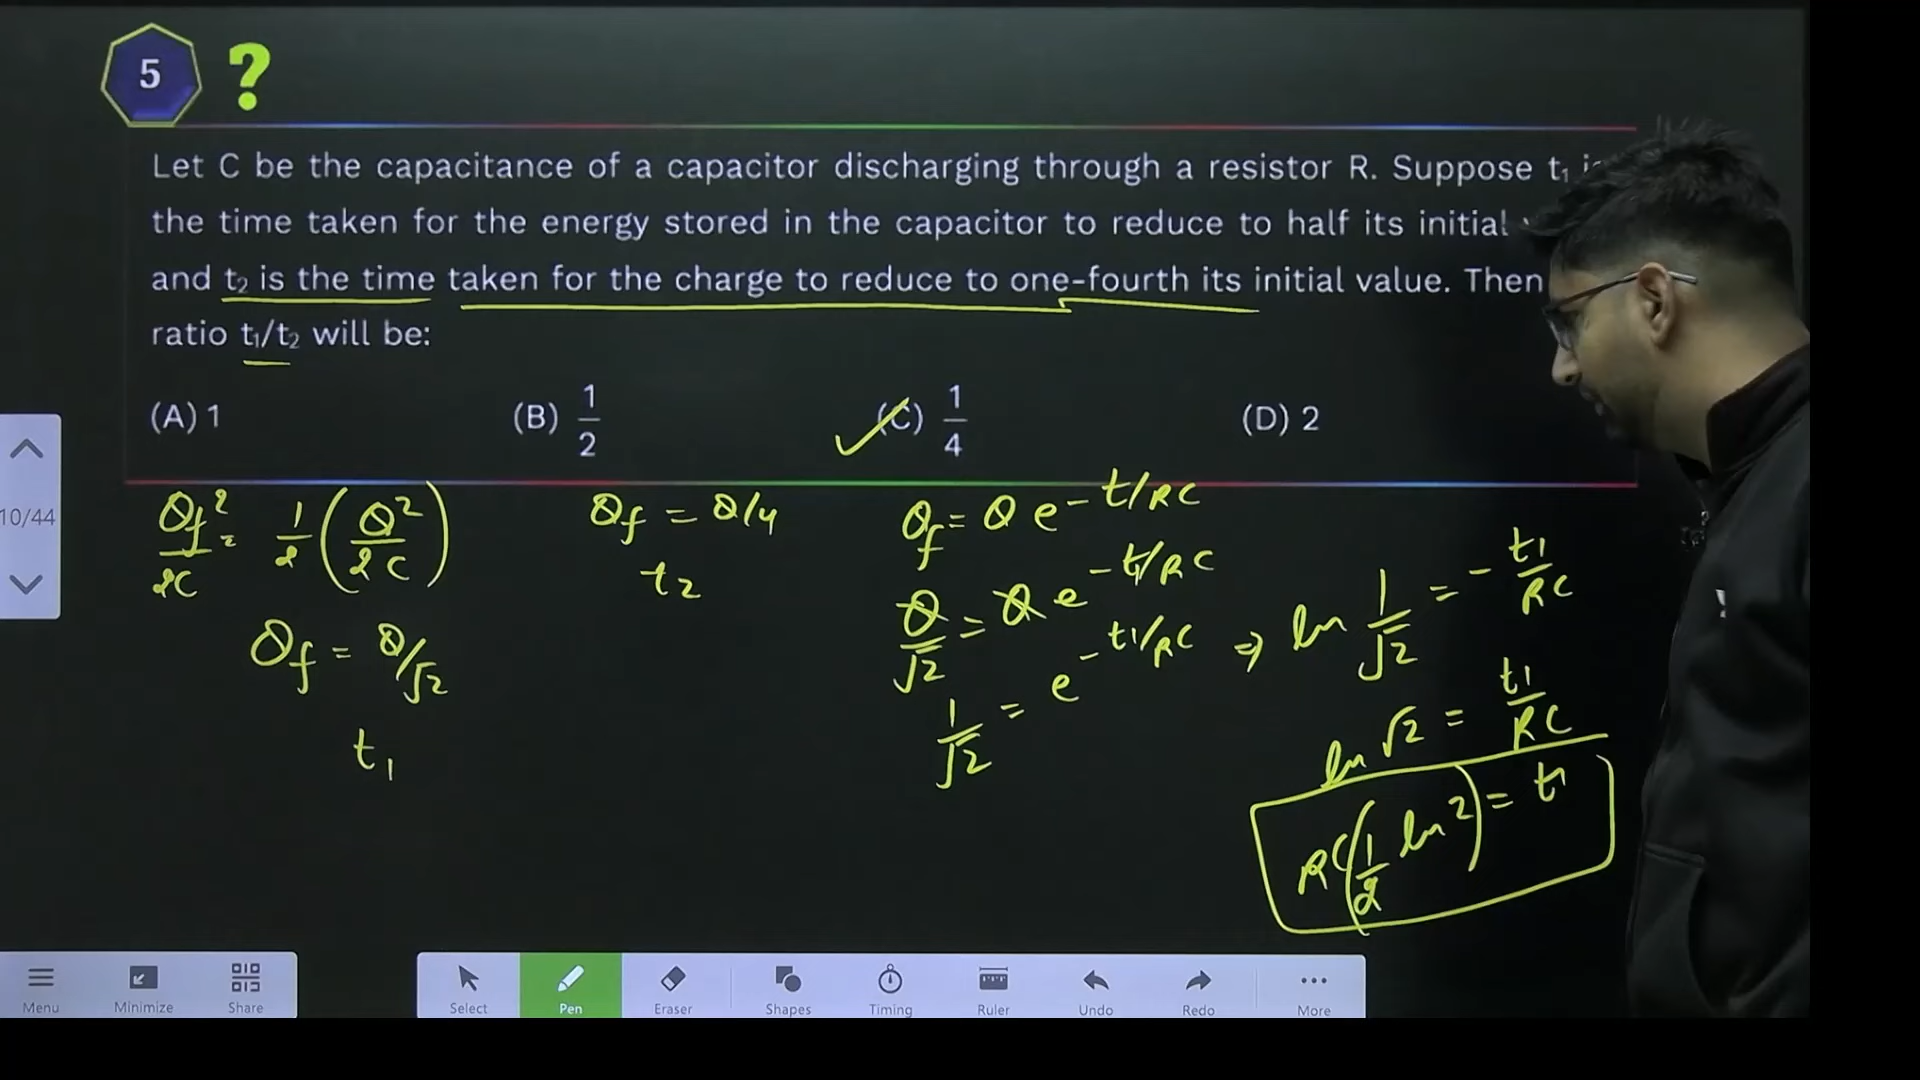 5 ?
Let C be the capacitance of a capacitor discharging through a resistor R. Suppose t₁
the time taken for the energy stored in the capacitor to reduce to half its initial
and t₂ is the time taken for the charge to reduce to one-fourth its initial value. Then
ratio t₁/t₂ will be:
(A) 1 (B) 1/2 (C) 1/4 (D) 2
Qf²/2C = 1/2 (Q²/2C)
Qf = Q/4
Qf = Q e^-t/RC
t₂
Q/√2 = Q e^-t₁/RC
Qf = Q/√2
1/√2 = e^-t₁/RC ⇒ ln 1/√2 = -t₁/RC
t₁
ln √2 = t₁/RC
RC(1/2 ln 2) = t₁
10/44
Menu Minimize Share Select Pen Eraser Shapes Timing Ruler Undo Redo More